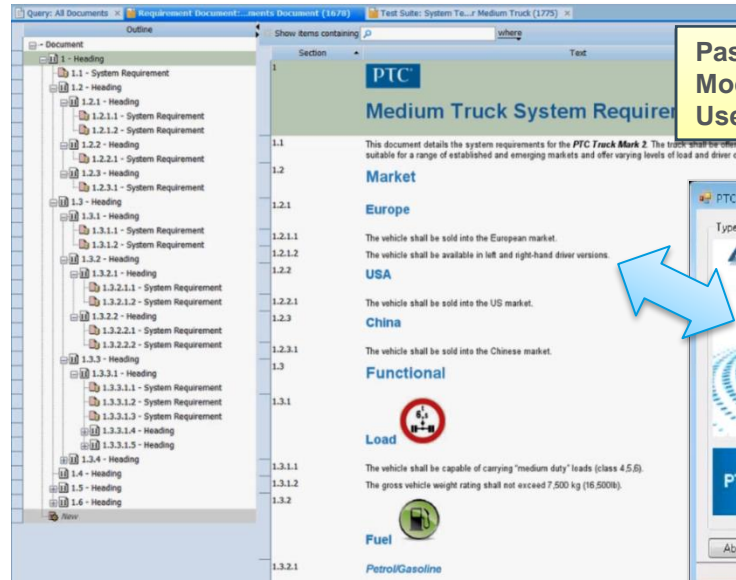 Query: All Documents
Requirement Document:...ments Document (1678)
Test Suite: System To...r Medium Truck (1775)
Outline
Document
1 - Heading
1.1 - System Requirement
1.2 - Heading
1.2.1 - Heading
1.2.1.1 - System Requirement
1.2.1.2 - System Requirement
1.2.2 - Heading
1.2.2.1 - System Requirement
1.2.3 - Heading
1.2.3.1 - System Requirement
1.3 - Heading
1.3.1 - Heading
1.3.1.1 - System Requirement
1.3.1.2 - System Requirement
1.3.2 - Heading
1.3.2.1 - Heading
1.3.2.1.1 - System Requirement
1.3.2.1.2 - System Requirement
1.3.2.2 - Heading
1.3.2.2.1 - System Requirement
1.3.2.2.2 - System Requirement
1.3.3 - Heading
1.3.3.1 - Heading
1.3.3.1.1 - System Requirement
1.3.3.1.2 - System Requirement
1.3.3.1.3 - System Requirement
1.3.3.1.4 - Heading
1.3.3.1.5 - Heading
1.3.4 - Heading
1.4 - Heading
1.5 - Heading
1.6 - Heading
New
Show items containing
where
Section Text
1
PTC
Medium Truck System Requirer
1.1 This document details the system requirements for the PTC Truck Mark 2. The truck shall be offer
suitable for a range of established and emerging markets and offer varying levels of load and driver
1.2 Market
1.2.1 Europe
1.2.1.1 The vehicle shall be sold into the European market.
1.2.1.2 The vehicle shall be available in left and right-hand driver versions.
1.2.2 USA
1.2.2.1 The vehicle shall be sold into the US market.
1.2.3 China
1.2.3.1 The vehicle shall be sold into the Chinese market.
1.3 Functional
1.3.1
Load
1.3.1.1 The vehicle shall be capable of carrying "medium duty" loads (class 4,5,6).
1.3.1.2 The gross vehicle weight rating shall not exceed 7,500 kg (16,500lb).
1.3.2
Fuel
1.3.2.1 Petrol/Gasoline
Pas
Mod
Use
PTC
Type
Ab